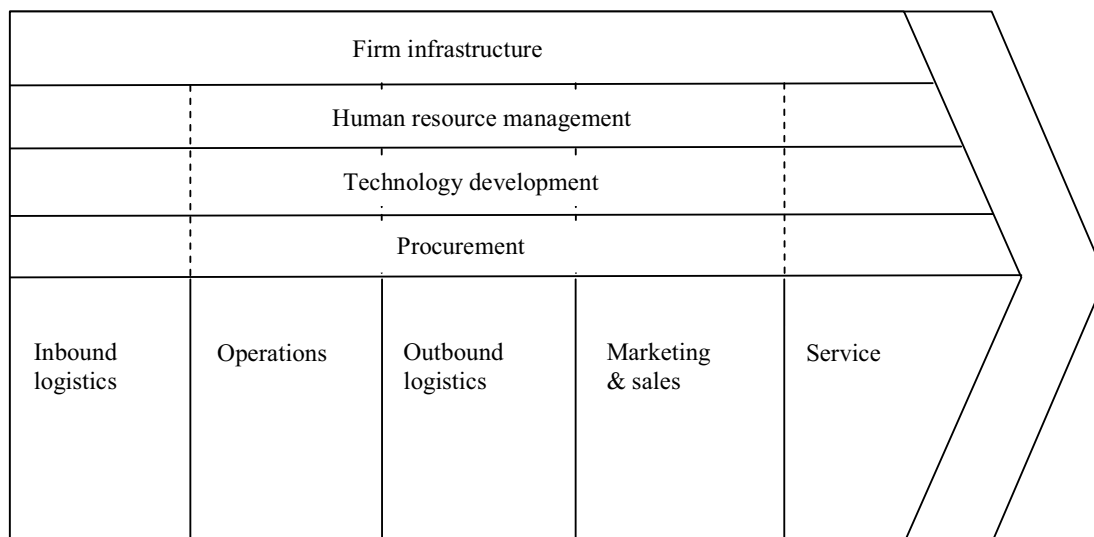 Firm infrastructure
Human resource management
Technology development
Procurement
Inbound
logistics
Operations
Outbound
logistics
Marketing
& sales
Service